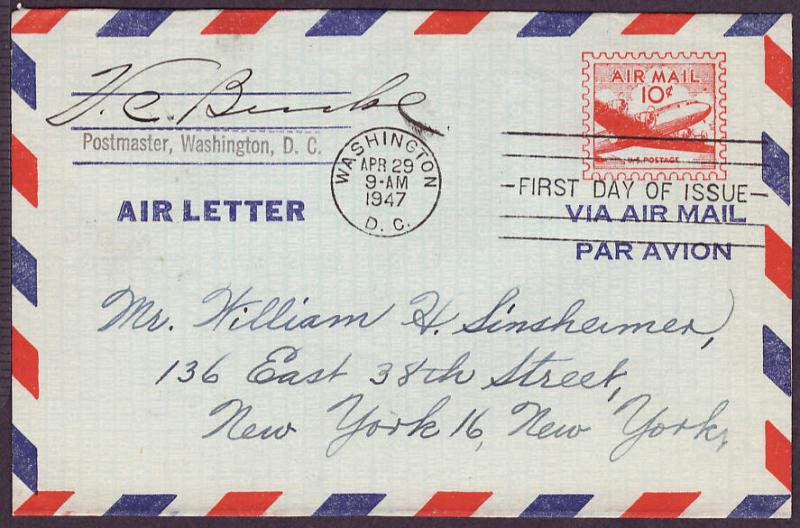 V. C. Burke
Postmaster, Washington, D. C.
AIR LETTER
WASHINGTON
APR 29
9-AM
1947
D. C.
AIR MAIL
10¢
U.S. POSTAGE
FIRST DAY OF ISSUE
VIA AIR MAIL
PAR AVION
Mr. William H. Sinsheimer,
136 East 38th Street,
New York 16, New York,